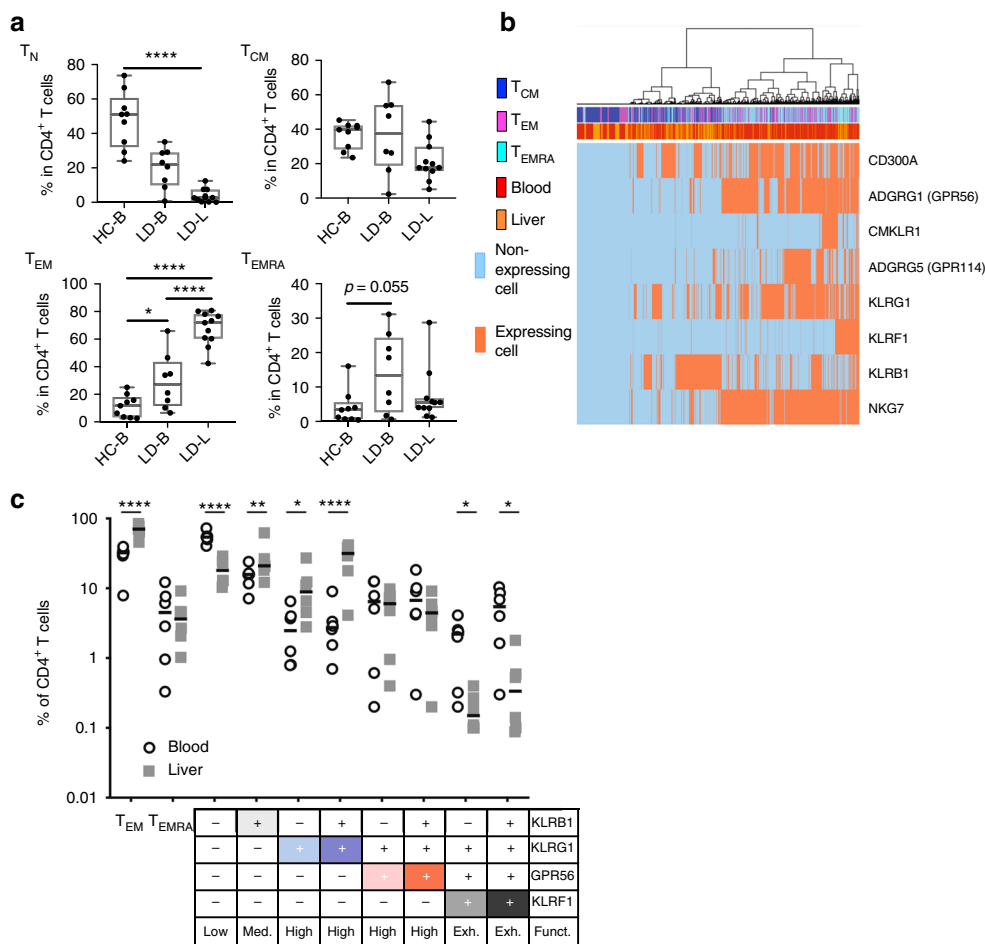 a
T_N
****
% in CD4+ T cells
80
60
40
20
0
HC-B
LD-B
LD-L
T_CM
% in CD4+ T cells
80
60
40
20
0
HC-B
LD-B
LD-L
T_EM
****
****
*
% in CD4+ T cells
100
80
60
40
20
0
HC-B
LD-B
LD-L
T_EMRA
p = 0.055
% in CD4+ T cells
40
30
20
10
0
HC-B
LD-B
LD-L
b
T_CM
T_EM
T_EMRA
Blood
Liver
Non-
expressing
cell
Expressing
cell
CD300A
ADGRG1 (GPR56)
CMKLR1
ADGRG5 (GPR114)
KLRG1
KLRF1
KLRB1
NKG7
c
**** **** ** * **** * *
% of CD4+ T cells
100
10
1
0.1
0.01
Blood
Liver
T_EM T_EMRA
– + – + – + – + KLRB1
– – + + + + + + KLRG1
– – – – + + + + GPR56
– – – – – – + + KLRF1
Low Med. High High High High Exh. Exh. Funct.